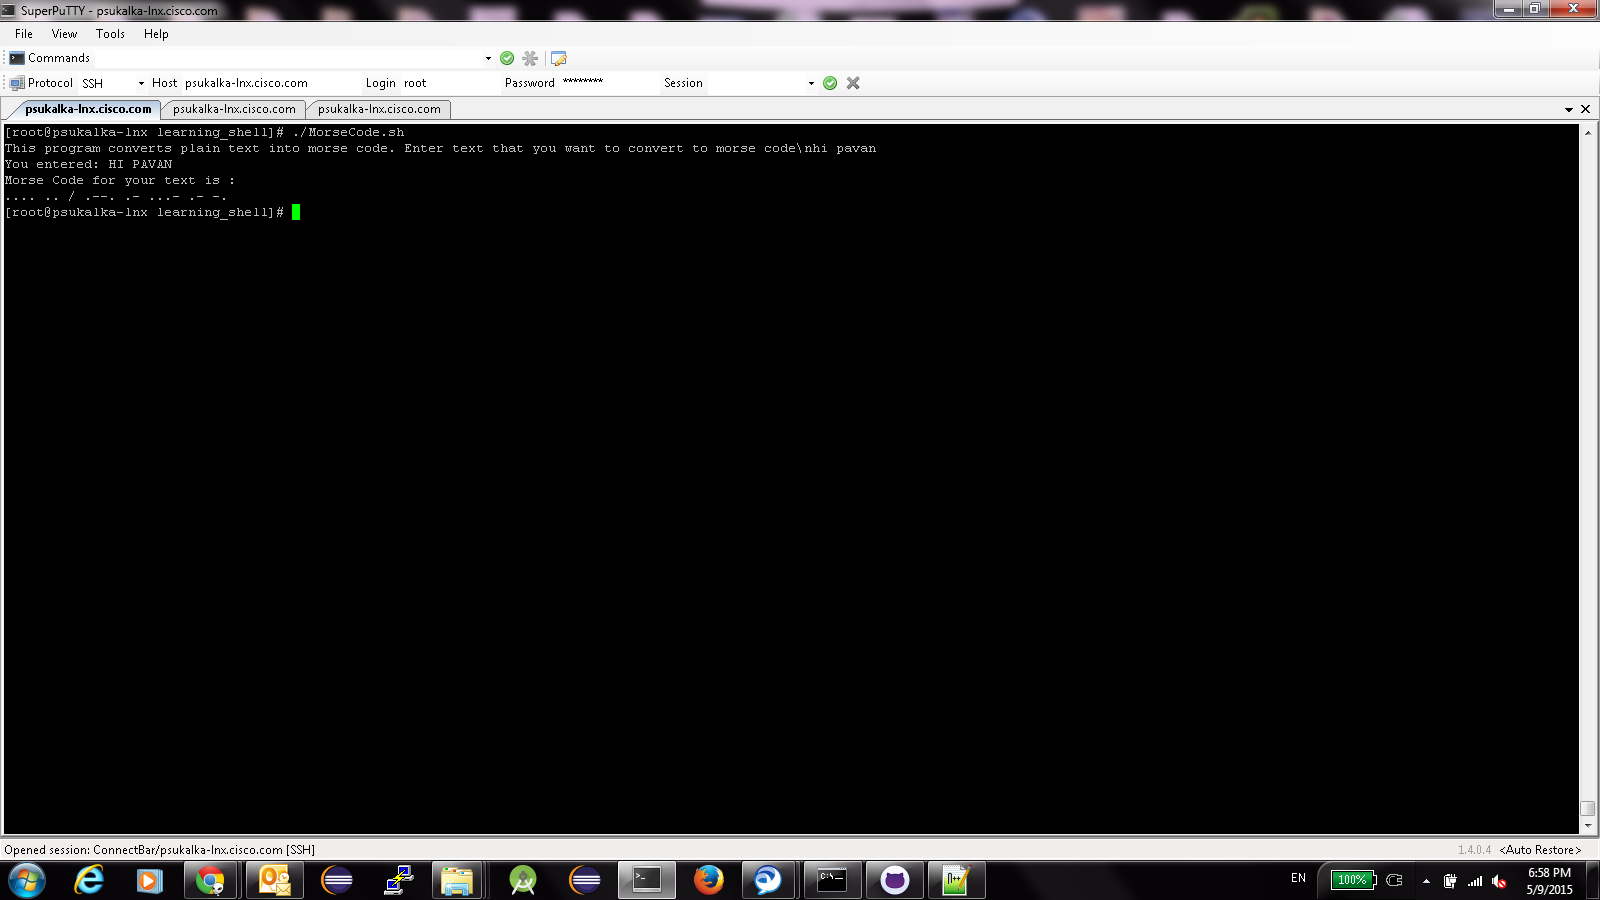 SuperPuTTY - psukalka-lnx.cisco.com
File View Tools Help
Commands
Protocol SSH Host psukalka-lnx.cisco.com Login root Password ******** Session
psukalka-lnx.cisco.com psukalka-lnx.cisco.com psukalka-lnx.cisco.com
[root@psukalka-lnx learning_shell]# ./MorseCode.sh
This program converts plain text into morse code. Enter text that you want to convert to morse code\nhi pavan
You entered: HI PAVAN
Morse Code for your text is :
.... .. / .--. .- ...- .- -.
[root@psukalka-lnx learning_shell]#
Opened session: ConnectBar/psukalka-lnx.cisco.com [SSH] 1.4.0.4 <Auto Restore>
EN 100% 6:58 PM
5/9/2015